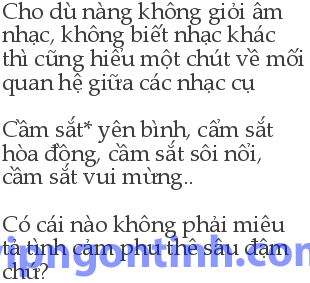 Cho dù nàng không giỏi âm
nhạc, không biết nhạc khác
thì cũng hiểu một chút về mối
quan hệ giữa các nhạc cụ
Cầm sắt* yên bình, cẩm sắt
hòa đồng, cầm sắt sôi nổi,
cầm sắt vui mừng..
Có cái nào không phải miêu
tả tình cảm phu thê sâu đậm
chứ?